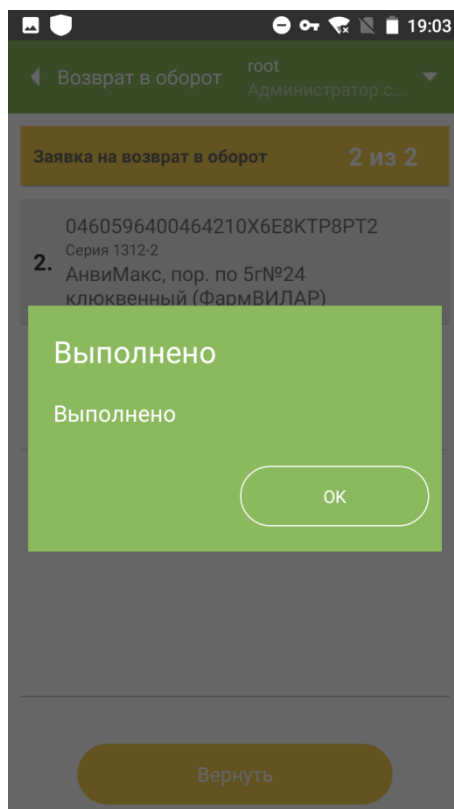 19:03
Возврат в оборот
root
Администратор с...
Заявка на возврат в оборот
2 из 2
0460596400464210X6E8KTP8PT2
Серия 1312-2
2.
АнвиМакс, пор. по 5г№24
клюквенный (ФармВИЛАР)
Выполнено
Выполнено
OK
Вернуть